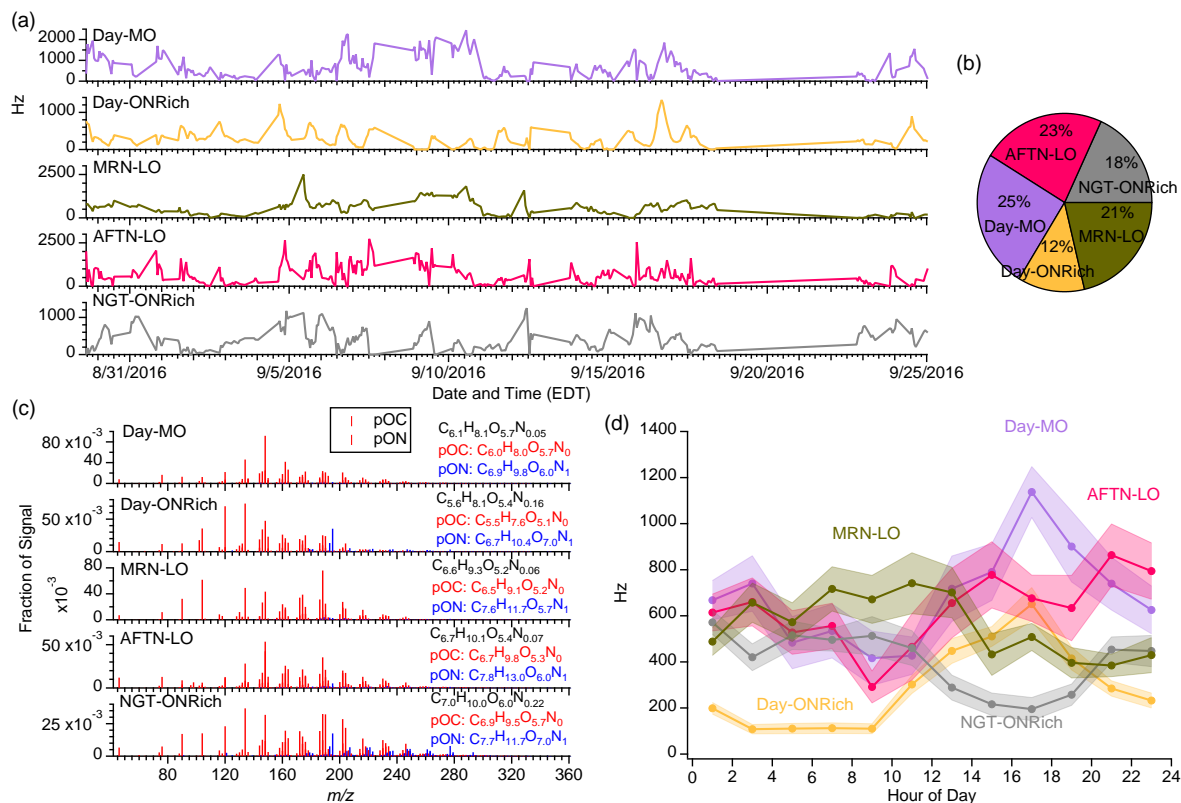 (a)
Hz
2000
1000
0
Day-MO
1000
0
Day-ONRich
2500
0
MRN-LO
2500
0
AFTN-LO
1000
0
NGT-ONRich
8/31/2016 9/5/2016 9/10/2016 9/15/2016 9/20/2016 9/25/2016
Date and Time (EDT)
(b)
23%
AFTN-LO
18%
NGT-ONRich
25%
Day-MO
21%
MRN-LO
12%
Day-ONRich
(c)
pOC
pON
Fraction of Signal
80 x10⁻³
40
0
Day-MO
C6.1H8.1O5.7N0.05
pOC: C6.0H8.0O5.7N0
pON: C6.9H9.8O6.0N1
50 x10⁻³
0
Day-ONRich
C5.6H8.1O5.4N0.16
pOC: C5.5H7.6O5.1N0
pON: C6.7H10.4O7.0N1
x10⁻³
80
40
0
MRN-LO
C6.6H9.3O5.2N0.06
pOC: C6.5H9.1O5.2N0
pON: C7.6H11.7O5.7N1
50 x10⁻³
0
AFTN-LO
C6.7H10.1O5.4N0.07
pOC: C6.7H9.8O5.3N0
pON: C7.8H13.0O6.0N1
25 x10⁻³
0
NGT-ONRich
C7.0H10.0O6.0N0.22
pOC: C6.9H9.5O5.7N0
pON: C7.7H11.7O7.0N1
80 120 160 200 240 280 320 360
m/z
(d)
Hz
1400
1200
1000
800
600
400
200
0
Day-MO
AFTN-LO
MRN-LO
Day-ONRich
NGT-ONRich
0 2 4 6 8 10 12 14 16 18 20 22 24
Hour of Day